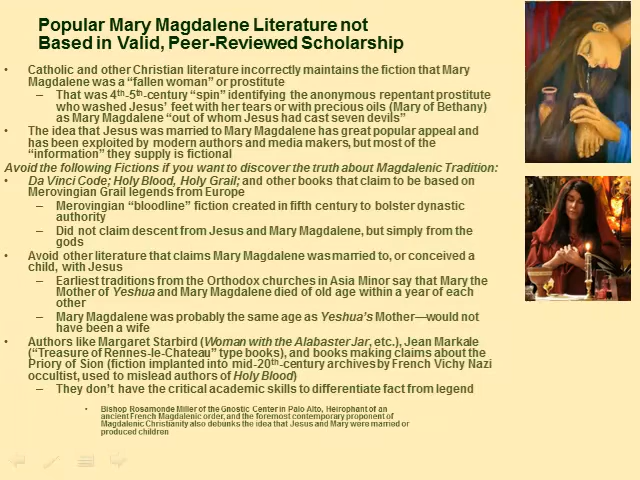 Popular Mary Magdalene Literature not
Based in Valid, Peer-Reviewed Scholarship
• Catholic and other Christian literature incorrectly maintains the fiction that Mary
Magdalene was a “fallen woman” or prostitute
– That was 4th-5th-century “spin” identifying the anonymous repentant prostitute
who washed Jesus’ feet with her tears or with precious oils (Mary of Bethany)
as Mary Magdalene “out of whom Jesus had cast seven devils”
• The idea that Jesus was married to Mary Magdalene has great popular appeal and
has been exploited by modern authors and media makers, but most of the
“information” they supply is fictional
Avoid the following Fictions if you want to discover the truth about Magdalenic Tradition:
• Da Vinci Code; Holy Blood, Holy Grail; and other books that claim to be based on
Merovingian Grail legends from Europe
– Merovingian “bloodline” fiction created in fifth century to bolster dynastic
authority
– Did not claim descent from Jesus and Mary Magdalene, but simply from the
gods
• Avoid other literature that claims Mary Magdalene was married to, or conceived a
child, with Jesus
– Earliest traditions from the Orthodox churches in Asia Minor say that Mary the
Mother of Yeshua and Mary Magdalene died of old age within a year of each
other
– Mary Magdalene was probably the same age as Yeshua’s Mother—would not
have been a wife
• Authors like Margaret Starbird (Woman with the Alabaster Jar, etc.), Jean Markale
(“Treasure of Rennes-le-Chateau” type books), and books making claims about the
Priory of Sion (fiction implanted into mid-20th-century archives by French Vichy Nazi
occultist, used to mislead authors of Holy Blood)
– They don’t have the critical academic skills to differentiate fact from legend
• Bishop Rosamonde Miller of the Gnostic Center in Palo Alto, Heirophant of an
ancient French Magdalenic order, and the foremost contemporary proponent of
Magdalenic Christianity also debunks the idea that Jesus and Mary were married or
produced children